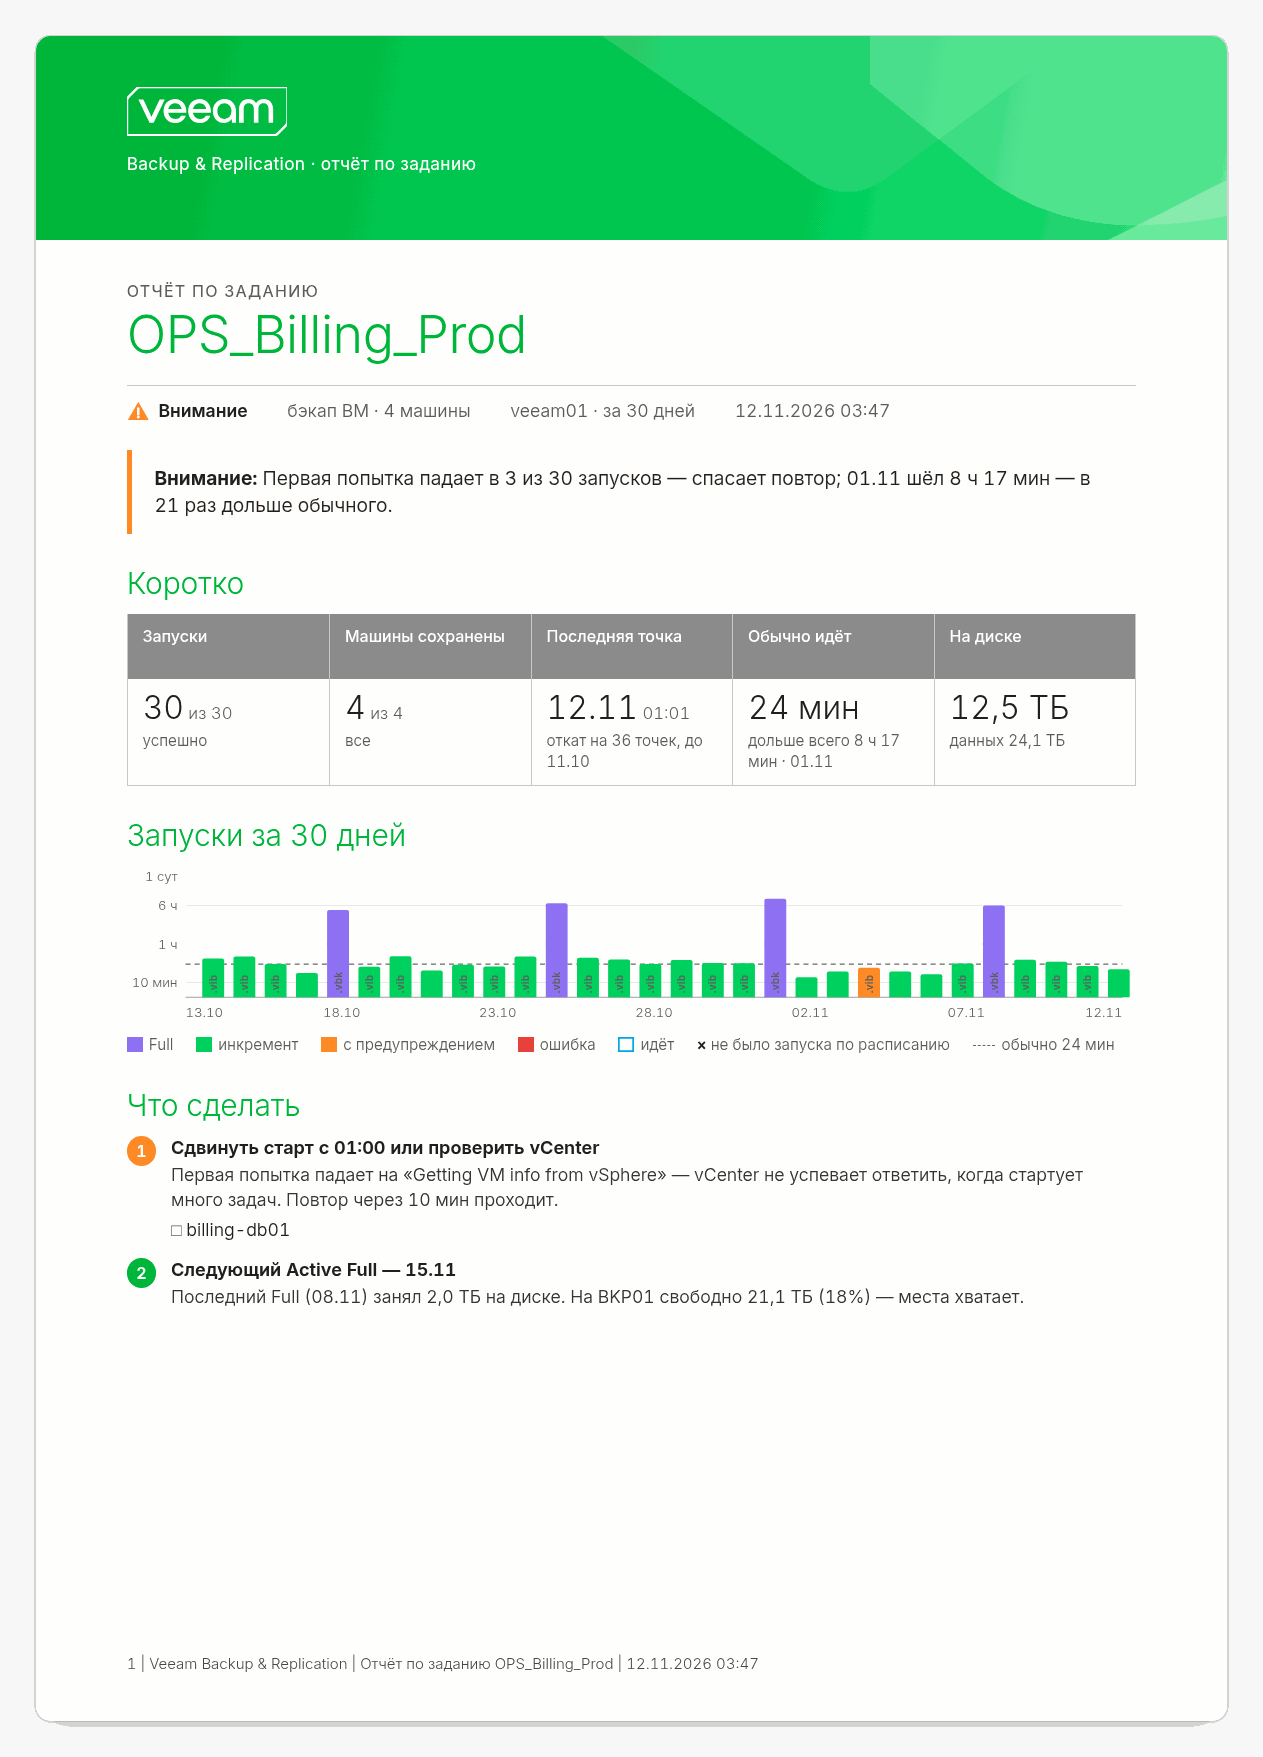 veeam
Backup & Replication · отчёт по заданию
ОТЧЁТ ПО ЗАДАНИЮ
OPS_Billing_Prod
Внимание бэкап ВМ · 4 машины veeam01 · за 30 дней 12.11.2026 03:47
Внимание: Первая попытка падает в 3 из 30 запусков — спасает повтор; 01.11 шёл 8 ч 17 мин — в
21 раз дольше обычного.
Коротко
Запуски Машины сохранены Последняя точка Обычно идёт На диске
30 из 30 4 из 4 12.11 01:01 24 мин 12,5 ТБ
успешно все откат на 36 точек, до дольше всего 8 ч 17 данных 24,1 ТБ
11.10 мин · 01.11
Запуски за 30 дней
1 сут
6 ч
1 ч
10 мин
.vib .vib .vib .vbk .vib .vib .vib .vib .vib .vbk .vib .vib .vib .vib .vib .vib .vbk .vib .vib .vbk .vib .vib .vib
13.10 18.10 23.10 28.10 02.11 07.11 12.11
Full инкремент с предупреждением ошибка идёт × не было запуска по расписанию обычно 24 мин
Что сделать
1 Сдвинуть старт с 01:00 или проверить vCenter
Первая попытка падает на «Getting VM info from vSphere» — vCenter не успевает ответить, когда стартует
много задач. Повтор через 10 мин проходит.
□ billing-db01
2 Следующий Active Full — 15.11
Последний Full (08.11) занял 2,0 ТБ на диске. На BKP01 свободно 21,1 ТБ (18%) — места хватает.
1 | Veeam Backup & Replication | Отчёт по заданию OPS_Billing_Prod | 12.11.2026 03:47